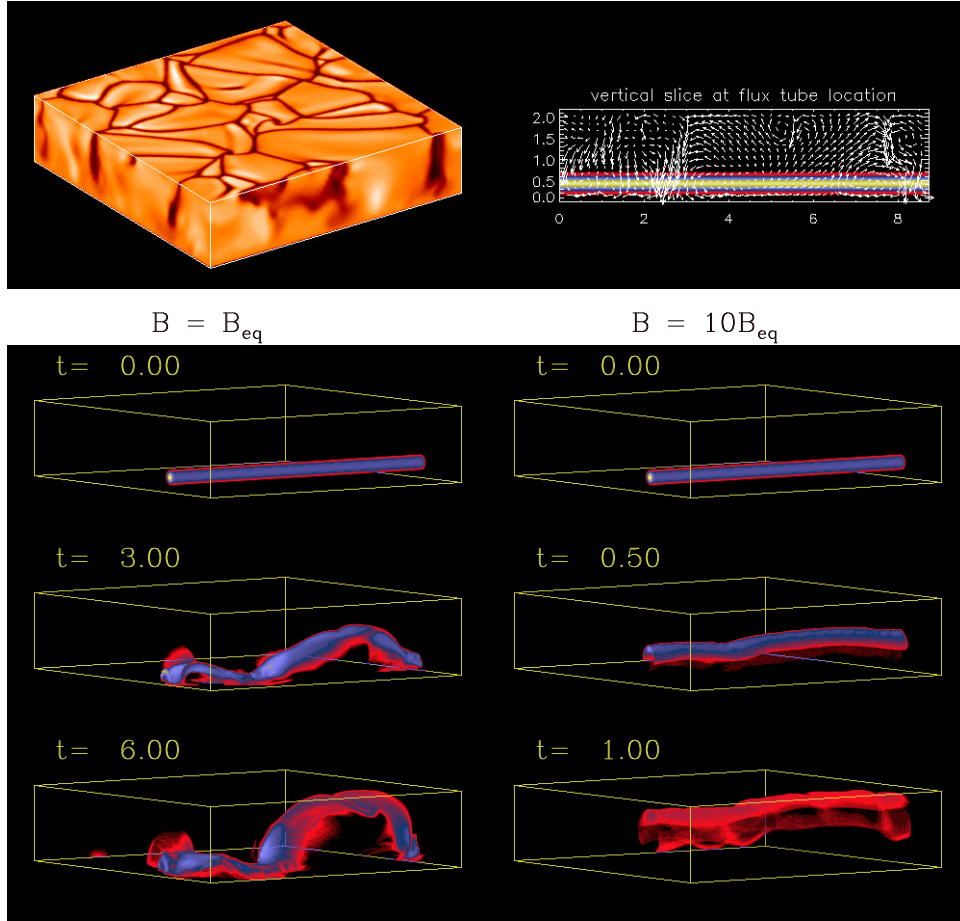 vertical slice at flux tube location
2.0
1.5
1.0
0.5
0.0
0 2 4 6 8
B = B_eq B = 10B_eq
t= 0.00 t= 0.00
t= 3.00 t= 0.50
t= 6.00 t= 1.00